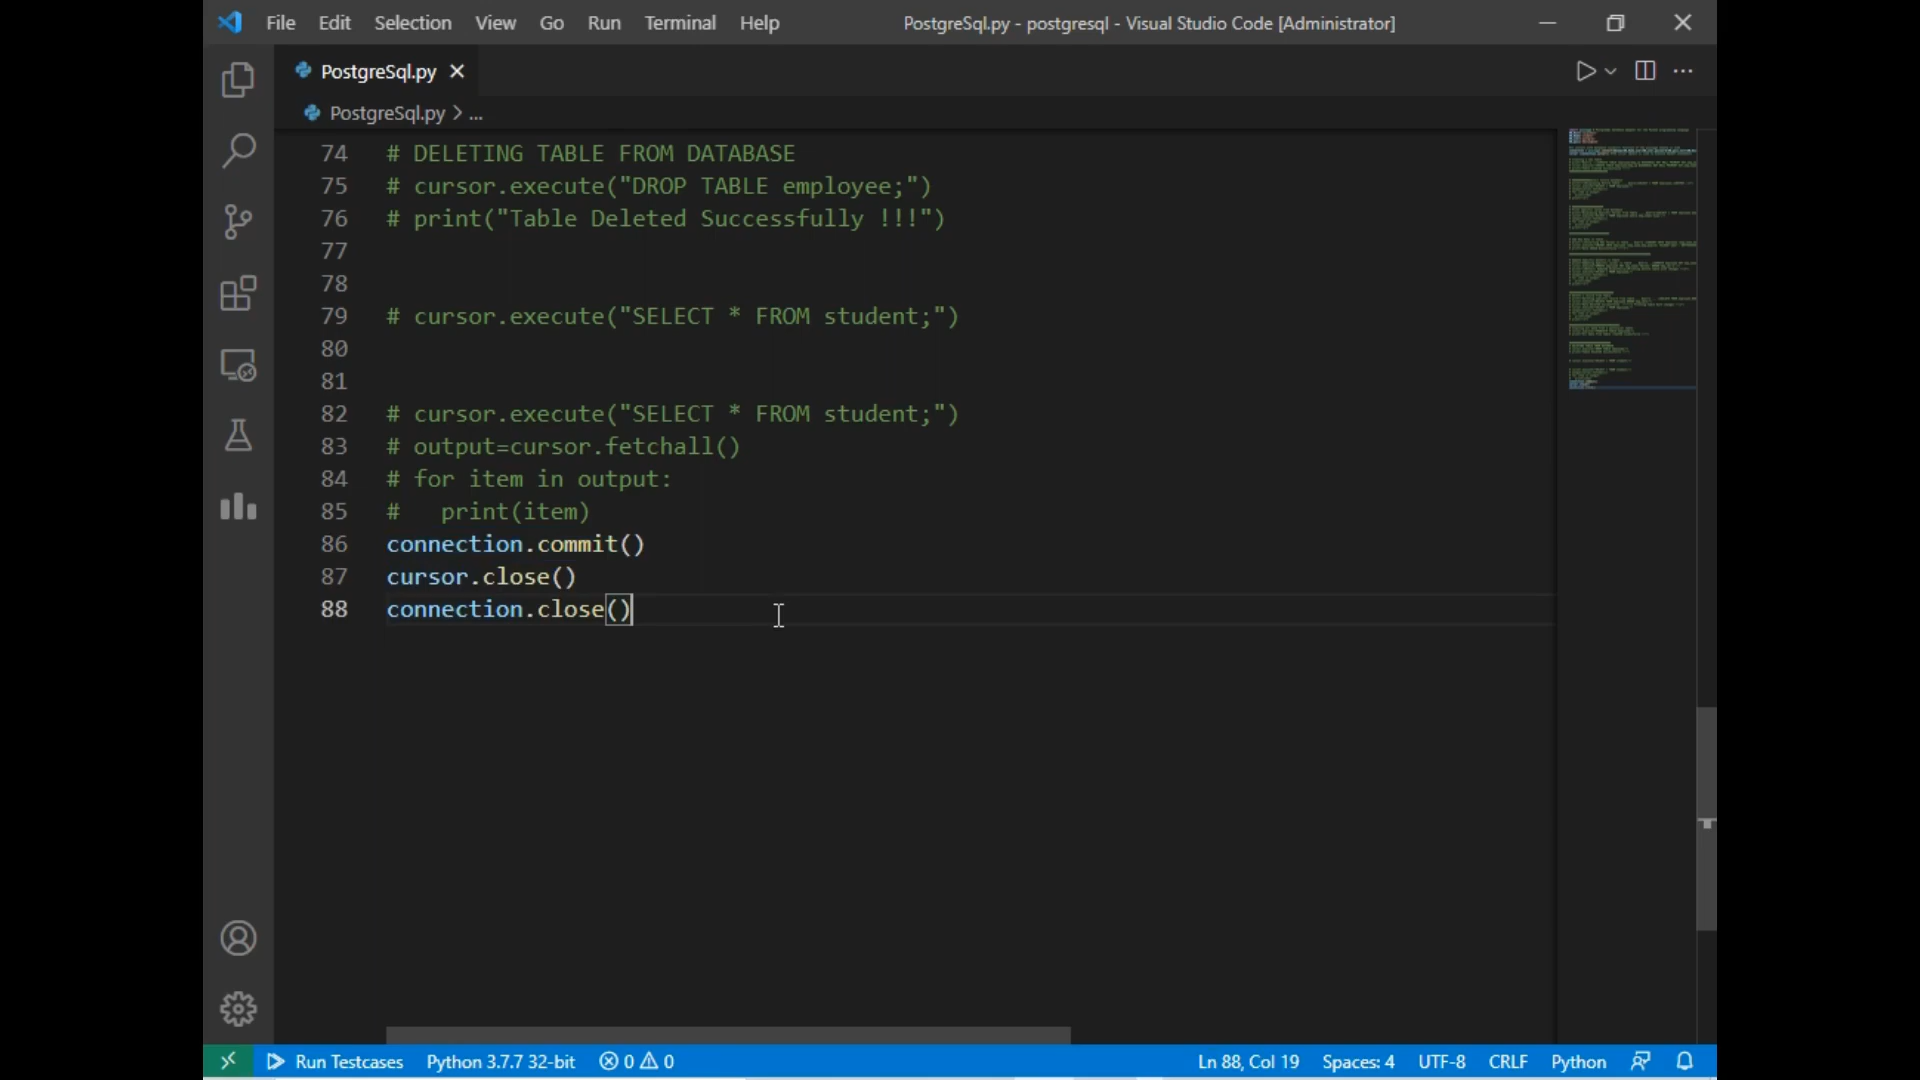 File Edit Selection View Go Run Terminal Help PostgreSql.py - postgresql - Visual Studio Code [Administrator]
PostgreSql.py
PostgreSql.py > ...
74 # DELETING TABLE FROM DATABASE
75 # cursor.execute("DROP TABLE employee;")
76 # print("Table Deleted Successfully !!!")
77
78
79 # cursor.execute("SELECT * FROM student;")
80
81
82 # cursor.execute("SELECT * FROM student;")
83 # output=cursor.fetchall()
84 # for item in output:
85 #   print(item)
86 connection.commit()
87 cursor.close()
88 connection.close()
Run Testcases Python 3.7.7 32-bit 0 0 Ln 88, Col 19 Spaces: 4 UTF-8 CRLF Python